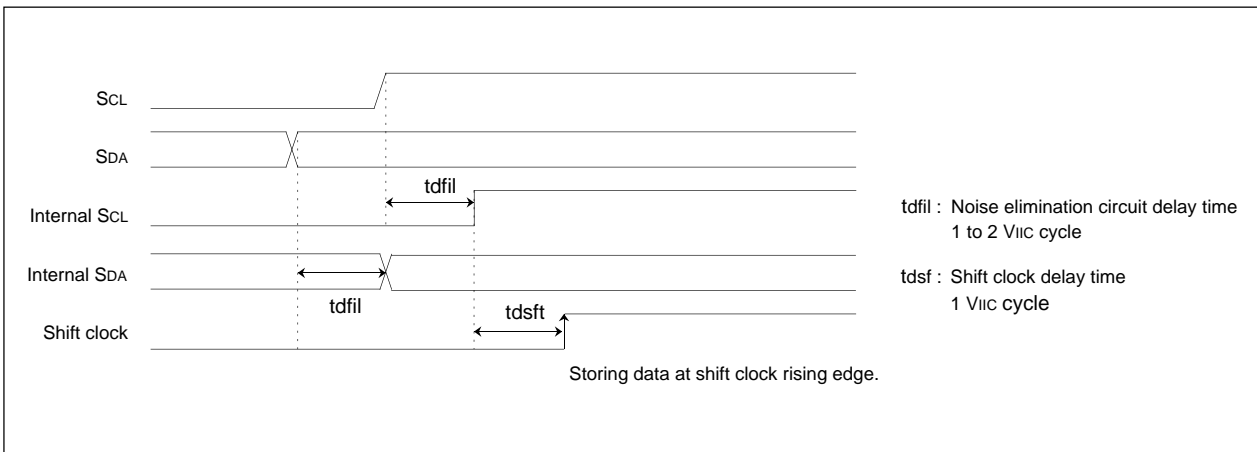 SCL
SDA
tdfil
Internal SCL
tdfil : Noise elimination circuit delay time
1 to 2 VIIC cycle
Internal SDA
tdfil
tdsf : Shift clock delay time
1 VIIC cycle
tdsft
Shift clock
Storing data at shift clock rising edge.